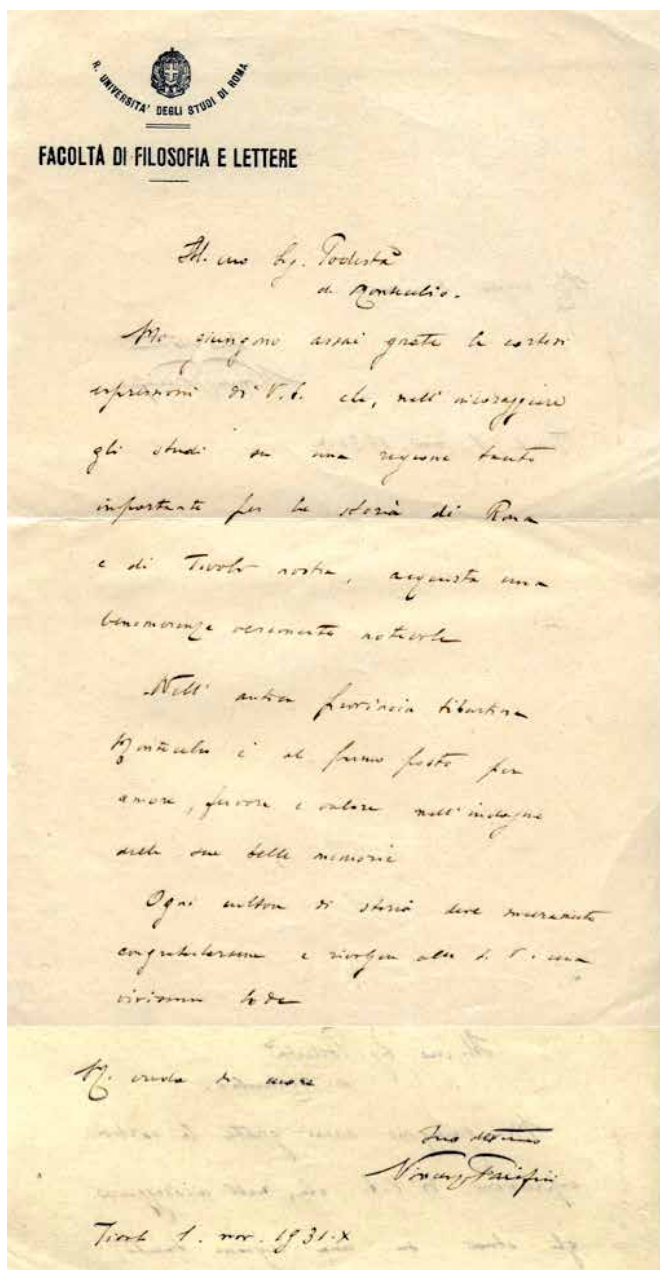 R. UNIVERSITA' DEGLI STUDI DI ROMA
FACOLTÀ DI FILOSOFIA E LETTERE
Ill.mo Sig. Podestà
di Monticelio.
Mi giungono assai grate le cortesi
espressioni di V. S. che, nell' incoraggiare
gli studi su una regione tanto
importante per la storia di Roma
e di Tivoli nostra, acquista una
benemerenza veramente notevole
Nell' antica provincia tiburtina
Monticelio è al primo posto per
amore, fervore e valore nell' indagine
delle sue belle memorie
Ogni cultore di storia deve sinceramente
congratularsene e rivolgere alla S. V. una
vivissima lode
Mi creda di cuore
Suo dev.mo
Vincenzo Pacifici
Tivoli 1. nov. 1931. X